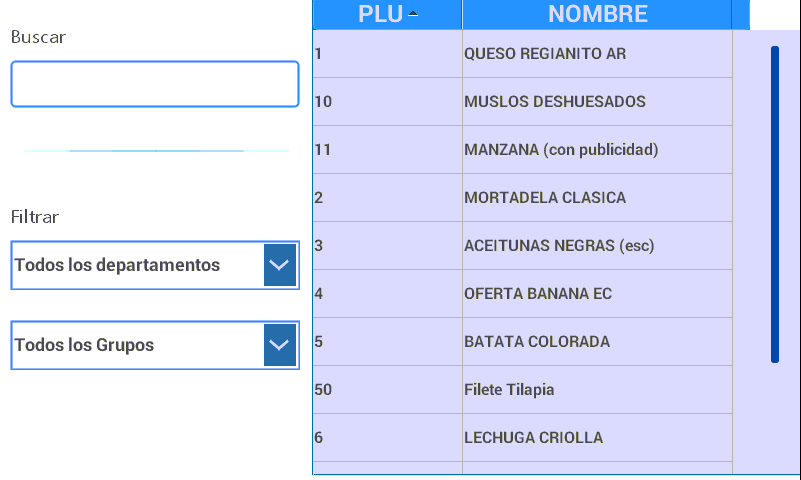 Buscar
Filtrar
Todos los departamentos
Todos los Grupos
PLU NOMBRE
1 QUESO REGIANITO AR
10 MUSLOS DESHUESADOS
11 MANZANA (con publicidad)
2 MORTADELA CLASICA
3 ACEITUNAS NEGRAS (esc)
4 OFERTA BANANA EC
5 BATATA COLORADA
50 Filete Tilapia
6 LECHUGA CRIOLLA